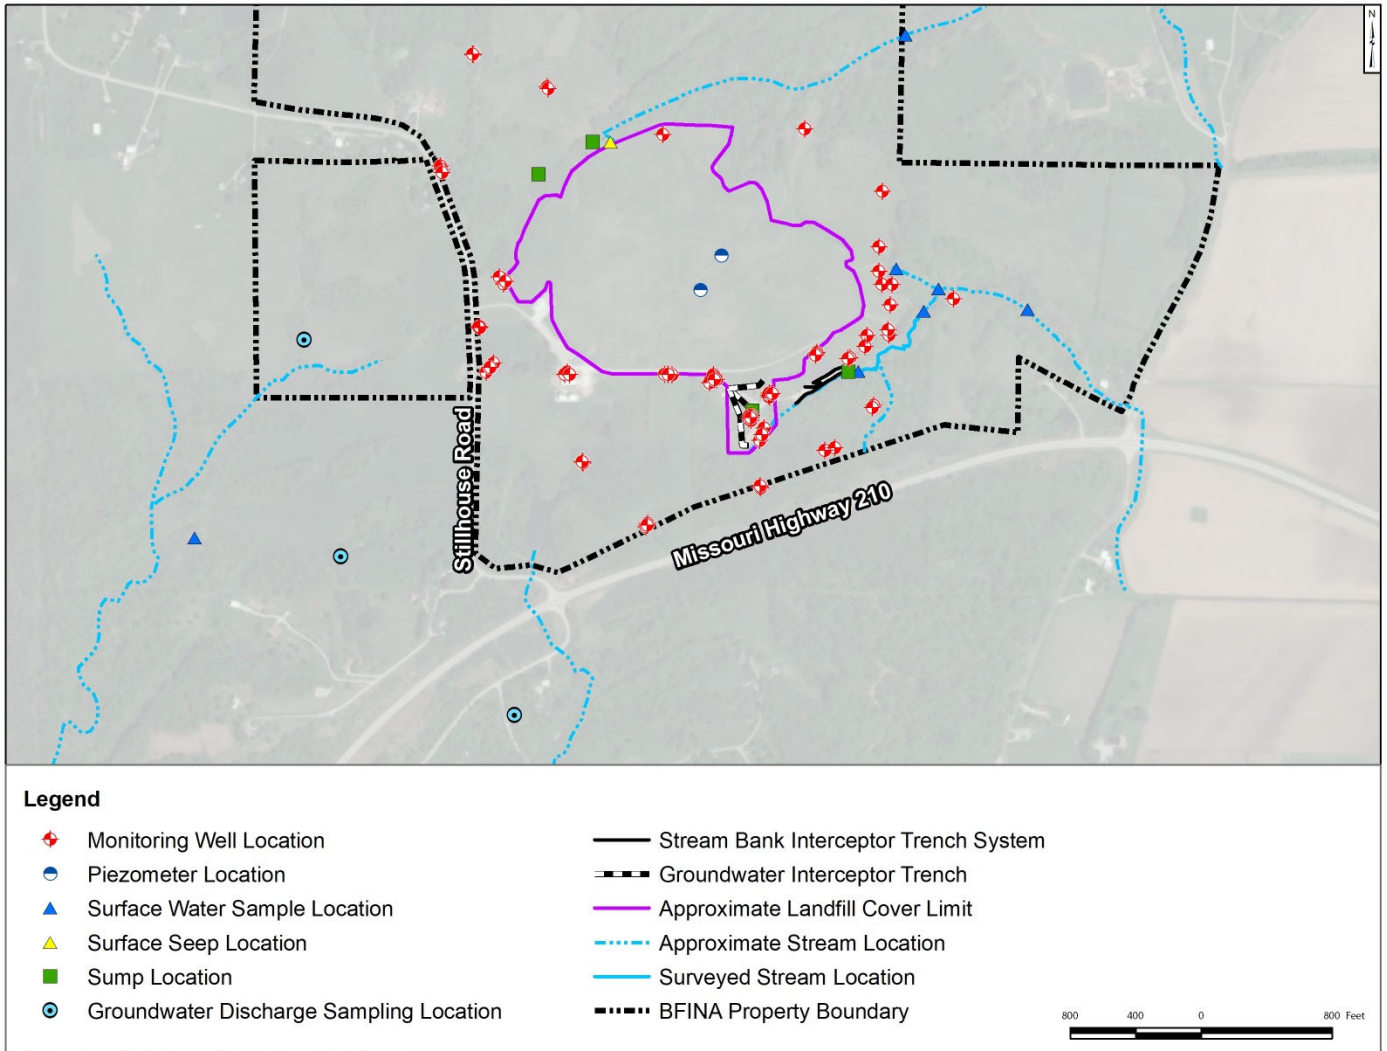 N
Stillhouse Road
Missouri Highway 210
Legend
Monitoring Well Location
Piezometer Location
Surface Water Sample Location
Surface Seep Location
Sump Location
Groundwater Discharge Sampling Location
Stream Bank Interceptor Trench System
Groundwater Interceptor Trench
Approximate Landfill Cover Limit
Approximate Stream Location
Surveyed Stream Location
BFINA Property Boundary
800 400 0 800 Feet